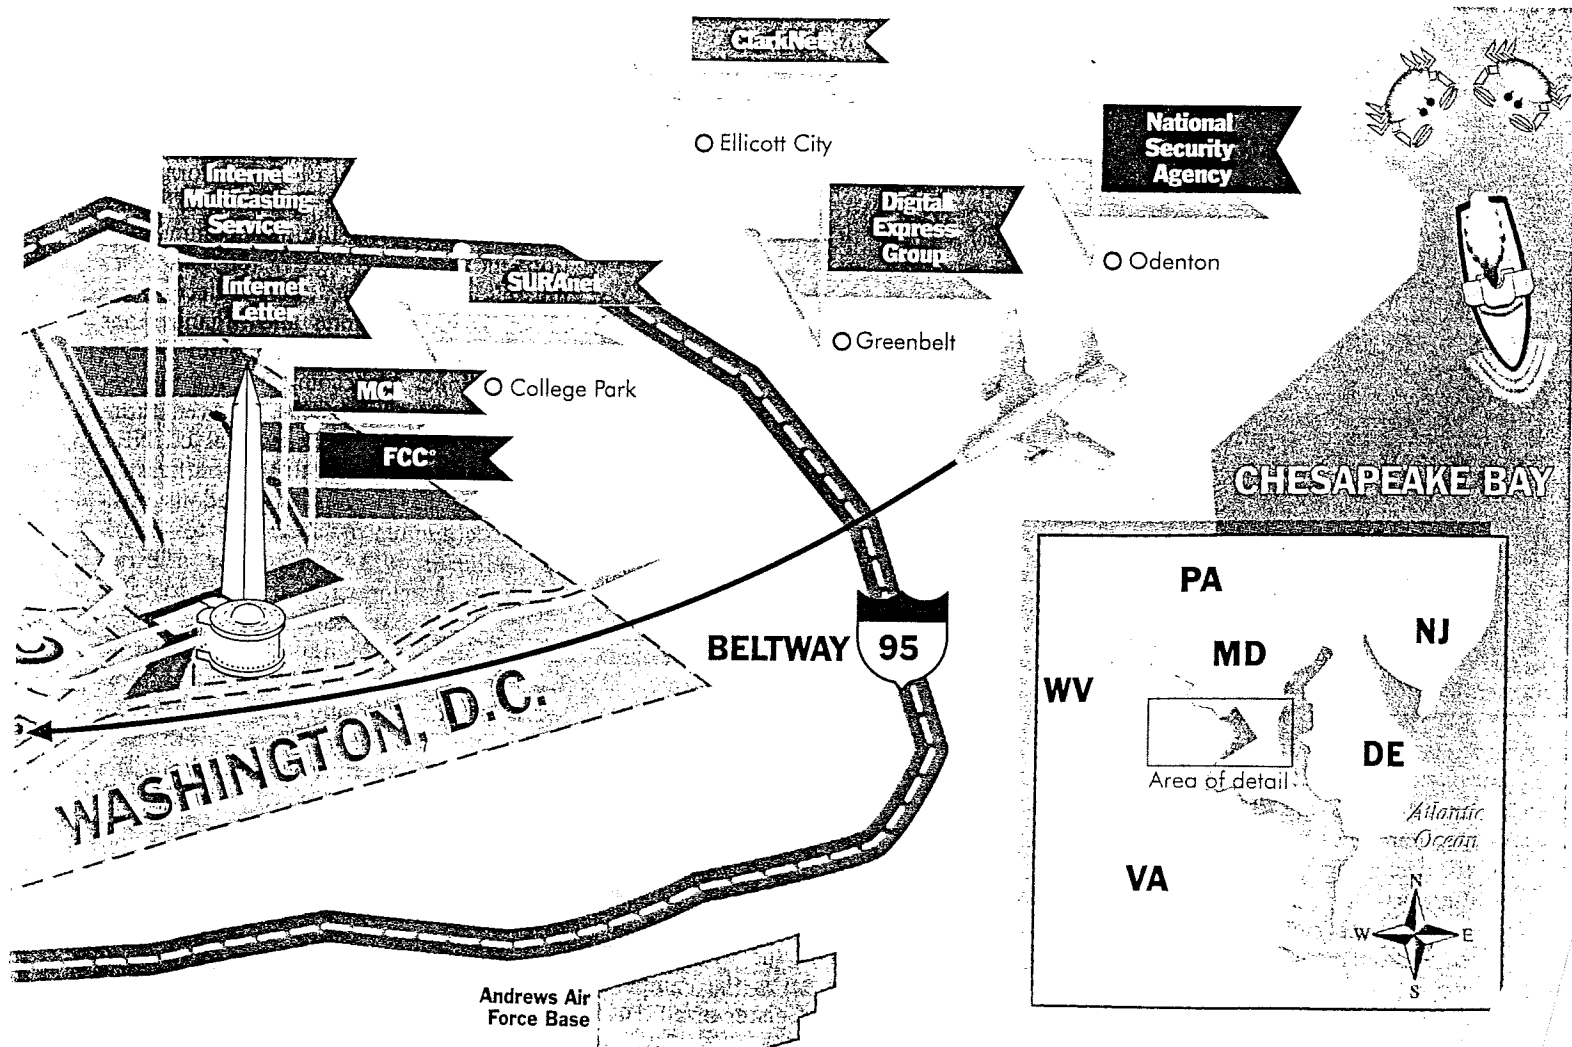 ClarkNet
Ellicott City
National
Security
Agency
Internet
Multicasting
Service
Digital
Express
Group
Odenton
Internet
Letter
SURAnet
Greenbelt
MCI
College Park
FCC
CHESAPEAKE BAY
BELTWAY
95
WASHINGTON, D.C.
PA
NJ
MD
WV
DE
Area of detail
Atlantic
Ocean
VA
N
W
E
S
Andrews Air
Force Base